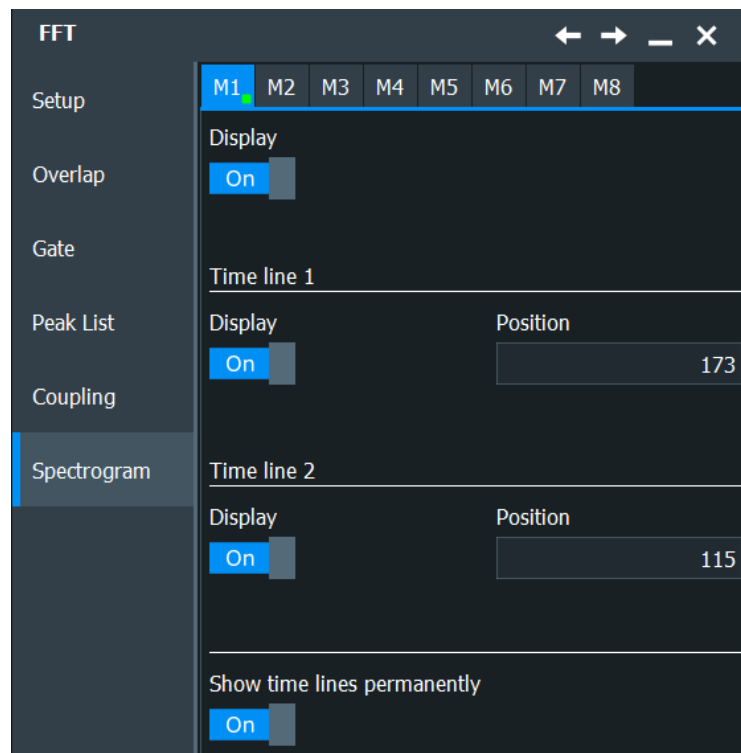 FFT
Setup
Overlap
Gate
Peak List
Coupling
Spectrogram
M1 M2 M3 M4 M5 M6 M7 M8
Display
On
Time line 1
Display Position
On 173
Time line 2
Display Position
On 115
Show time lines permanently
On